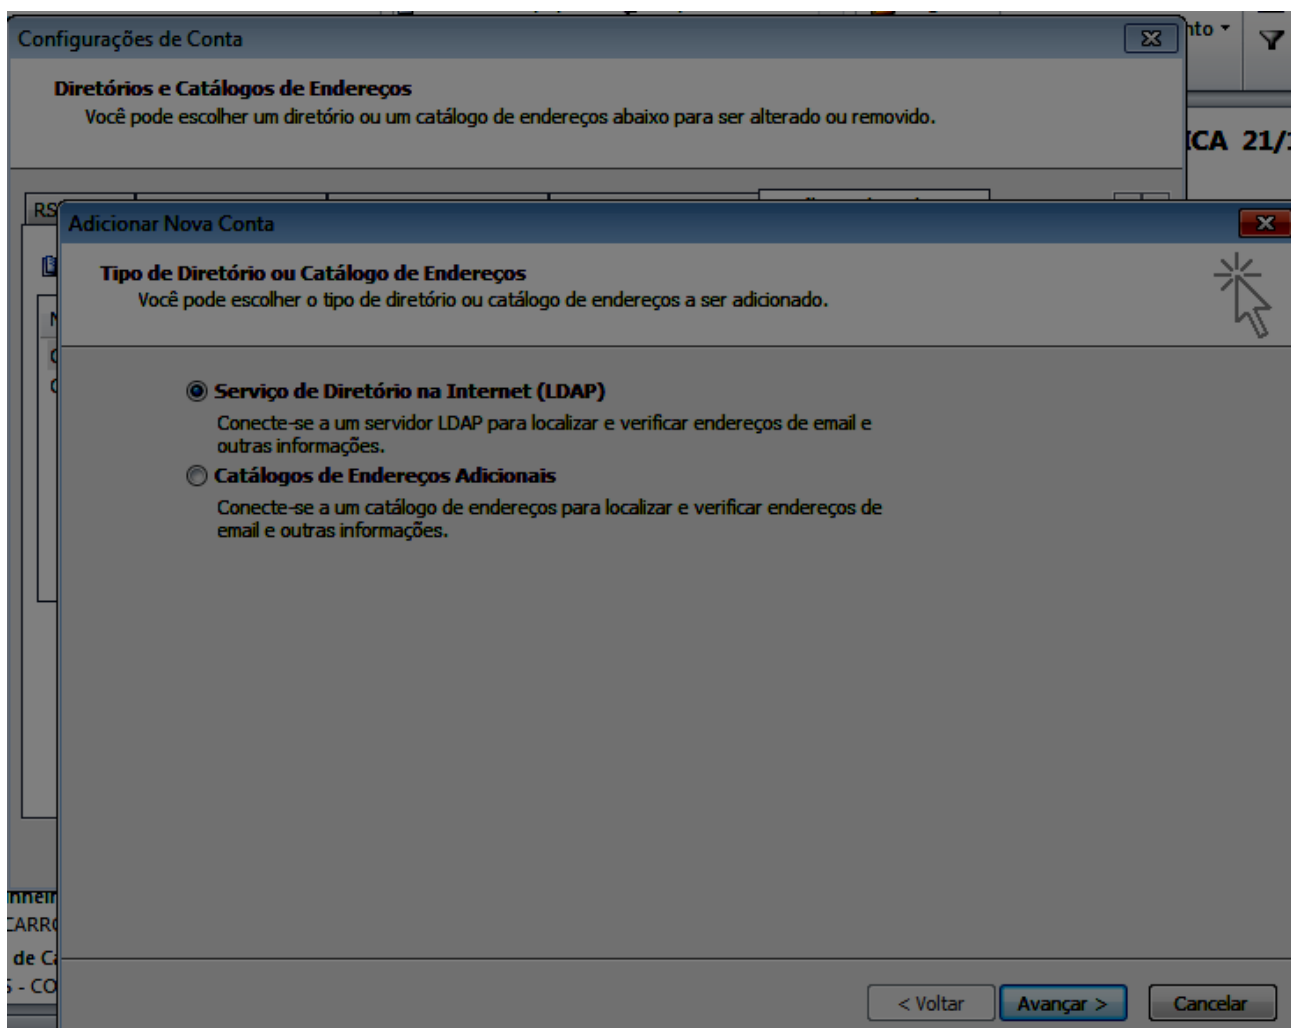 nto
Configurações de Conta
Diretórios e Catálogos de Endereços
Você pode escolher um diretório ou um catálogo de endereços abaixo para ser alterado ou removido.
ICA 21/1
RS
Adicionar Nova Conta
Tipo de Diretório ou Catálogo de Endereços
Você pode escolher o tipo de diretório ou catálogo de endereços a ser adicionado.
Serviço de Diretório na Internet (LDAP)
Conecte-se a um servidor LDAP para localizar e verificar endereços de email e
outras informações.
Catálogos de Endereços Adicionais
Conecte-se a um catálogo de endereços para localizar e verificar endereços de
email e outras informações.
CARRO
de Ca
S - CO
< Voltar
Avançar >
Cancelar